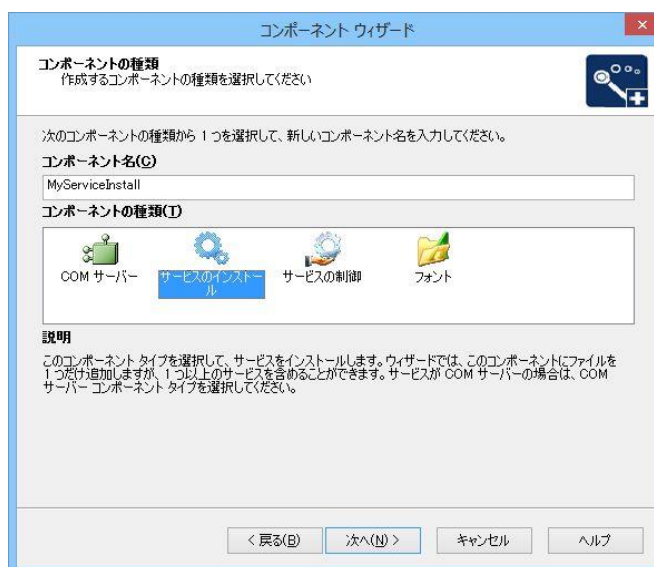 コンポーネント ウィザード
コンポーネントの種類
作成するコンポーネントの種類を選択してください
次のコンポーネントの種類から 1 つを選択して、新しいコンポーネント名を入力してください。
コンポーネント名(C)
MyServiceInstall
コンポーネントの種類(T)
COM サーバー
サービスのインストー
ル
サービスの制御
フォント
説明
このコンポーネント タイプを選択して、サービスをインストールします。ウィザードでは、このコンポーネントにファイルを
1 つだけ追加しますが、1 つ以上のサービスを含めることができます。サービスが COM サーバーの場合は、COM
サーバー コンポーネント タイプを選択してください。
< 戻る(B)
次へ(N) >
キャンセル
ヘルプ